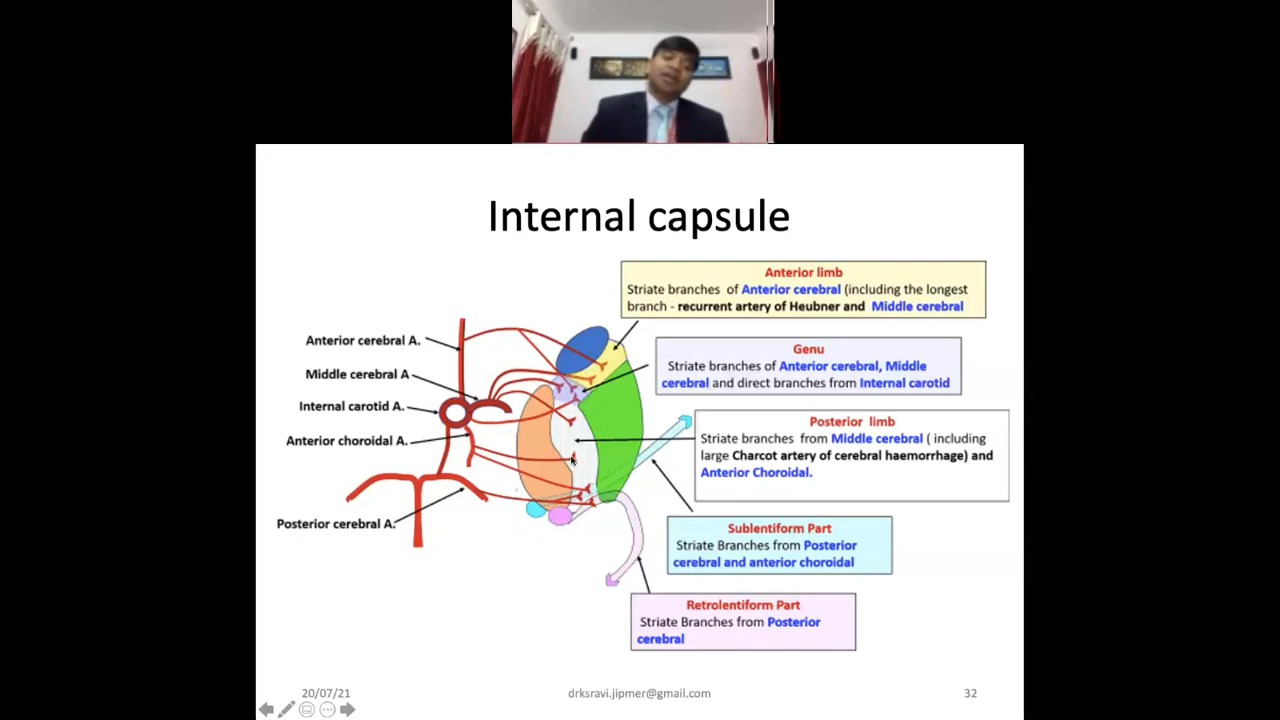 Internal capsule
Anterior limb
Striate branches of Anterior cerebral (including the longest
branch - recurrent artery of Heubner and Middle cerebral
Genu
Striate branches of Anterior cerebral, Middle
cerebral and direct branches from Internal carotid
Posterior limb
Striate branches from Middle cerebral ( including
large Charcot artery of cerebral haemorrhage) and
Anterior Choroidal.
Sublentiform Part
Striate Branches from Posterior
cerebral and anterior choroidal
Retrolentiform Part
Striate Branches from Posterior
cerebral
Anterior cerebral A.
Middle cerebral A
Internal carotid A.
Anterior choroidal A.
Posterior cerebral A.
20/07/21
drksravi.jipmer@gmail.com
32